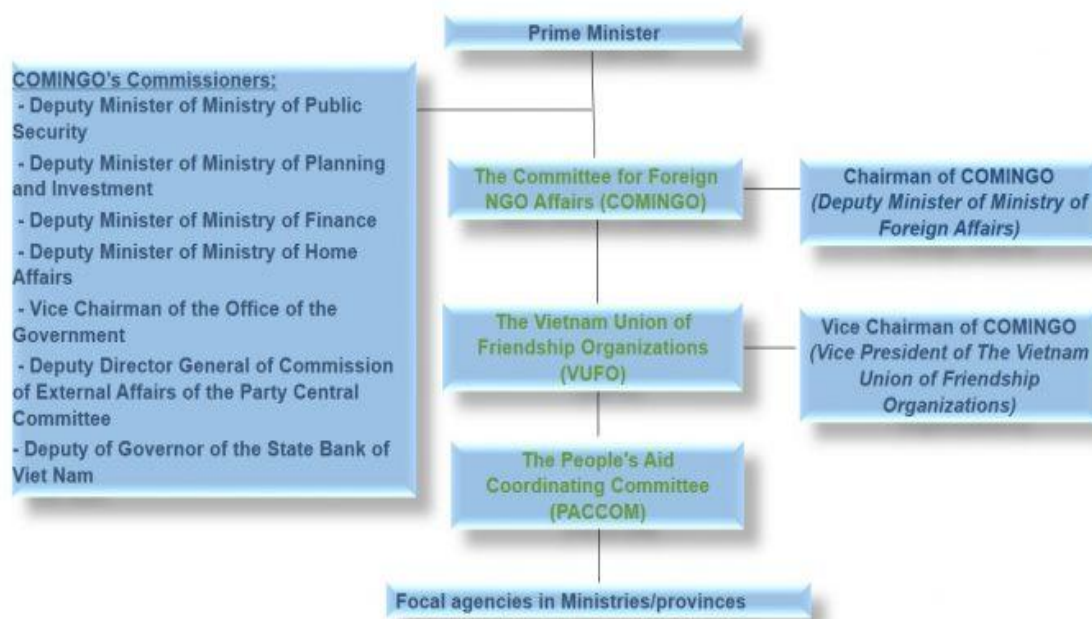 Prime Minister
COMINGO's Commissioners:
- Deputy Minister of Ministry of Public
Security
- Deputy Minister of Ministry of Planning
and Investment
- Deputy Minister of Ministry of Finance
- Deputy Minister of Ministry of Home
Affairs
- Vice Chairman of the Office of the
Government
- Deputy Director General of Commission
of External Affairs of the Party Central
Committee
- Deputy of Governor of the State Bank of
Viet Nam
The Committee for Foreign
NGO Affairs (COMINGO)
Chairman of COMINGO
(Deputy Minister of Ministry of
Foreign Affairs)
The Vietnam Union of
Friendship Organizations
(VUFO)
Vice Chairman of COMINGO
(Vice President of The Vietnam
Union of Friendship
Organizations)
The People's Aid
Coordinating Committee
(PACCOM)
Focal agencies in Ministries/provinces